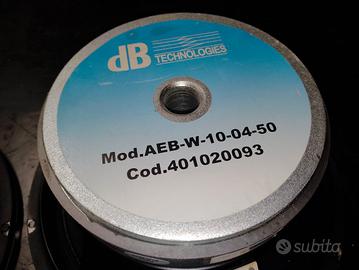 dB
TECHNOLOGIES
Mod.AEB-W-10-04-50
Cod.401020093
subito